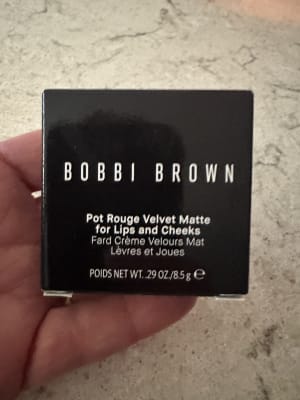 BOBBI BROWN
Pot Rouge Velvet Matte
for Lips and Cheeks
Fard Crème Velours Mat
Lèvres et Joues
POIDS NET WT. .29 OZ./8.5 g ℮